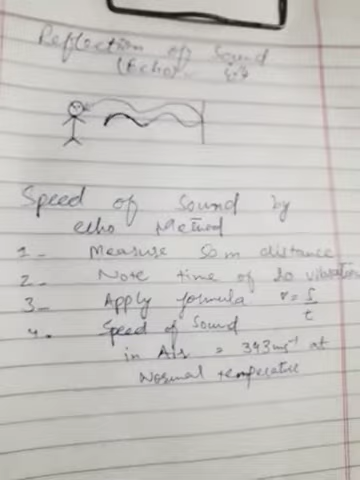 Reflection of Sound
(Echo)
Speed of Sound by
echo Method
1- Measure 50 m distance
2- Note time of 20 vibration
3- Apply formula v = S/t
4. Speed of Sound
in Air = 343 ms⁻¹ at
Normal temperature